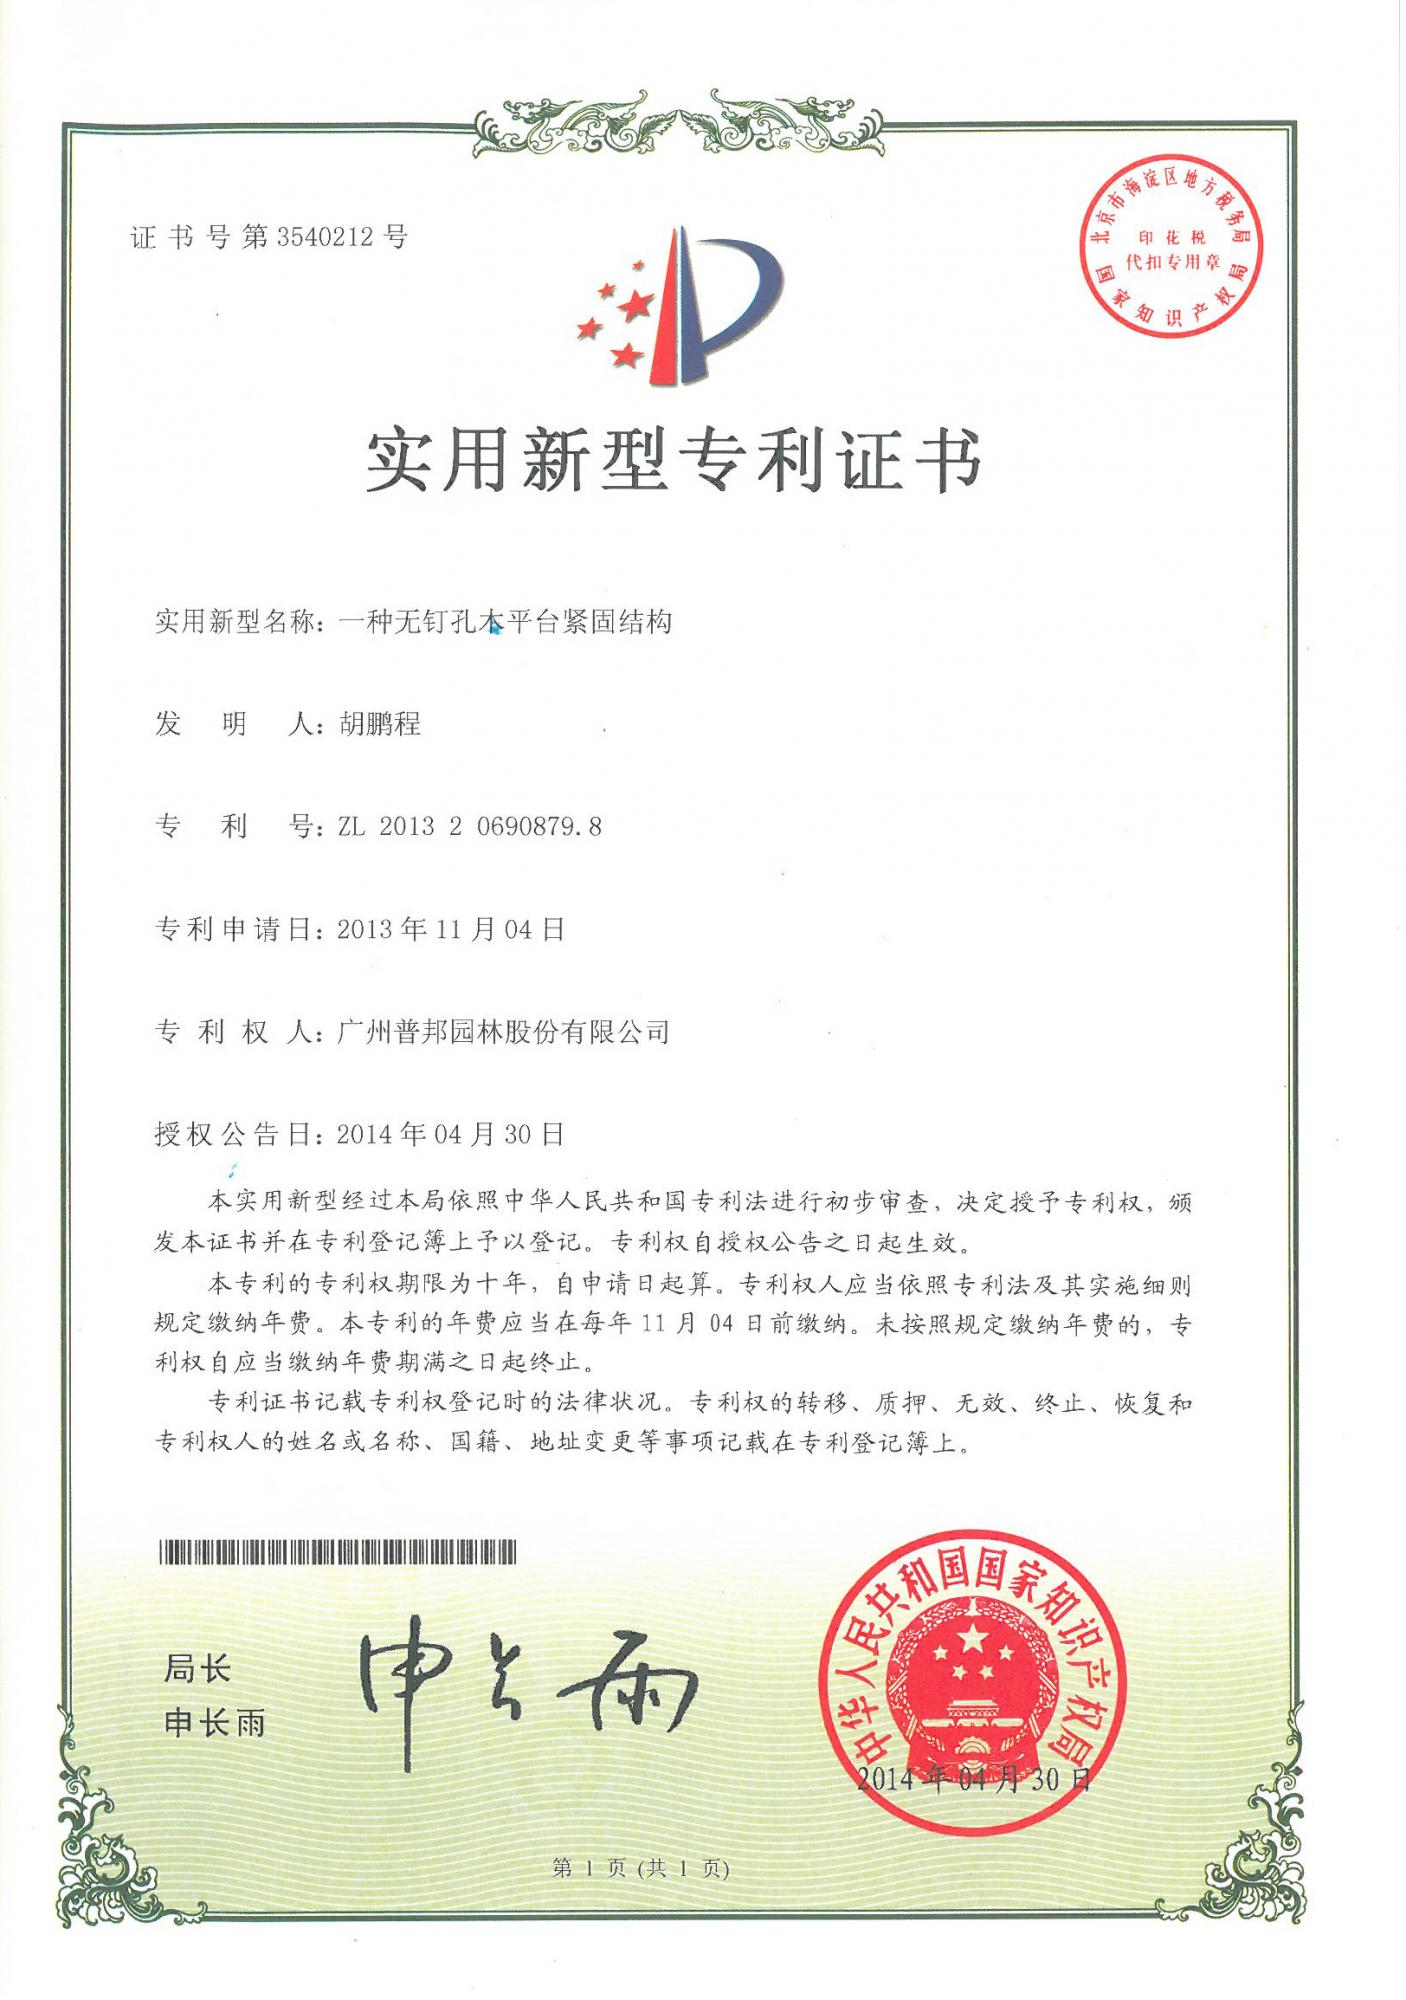 证书号第3540212号
北京市海淀区地方税务局
印花税
代扣专用章
国家知识产权局
实用新型专利证书
实用新型名称：一种无钉孔木平台紧固结构
发明人：胡鹏程
专利号：ZL 2013 2 0690879.8
专利申请日：2013年11月04日
专利权人：广州普邦园林股份有限公司
授权公告日：2014年04月30日
本实用新型经过本局依照中华人民共和国专利法进行初步审查，决定授予专利权，颁
发本证书并在专利登记簿上予以登记。专利权自授权公告之日起生效。
本专利的专利权期限为十年，自申请日起算。专利权人应当依照专利法及其实施细则
规定缴纳年费。本专利的年费应当在每年11月04日前缴纳。未按照规定缴纳年费的，专
利权自应当缴纳年费期满之日起终止。
专利证书记载专利权登记时的法律状况。专利权的转移、质押、无效、终止、恢复和
专利权人的姓名或名称、国籍、地址变更等事项记载在专利登记簿上。
局长
申长雨
申长雨
中华人民共和国国家知识产权局
2014年04月30日
第1页(共1页)